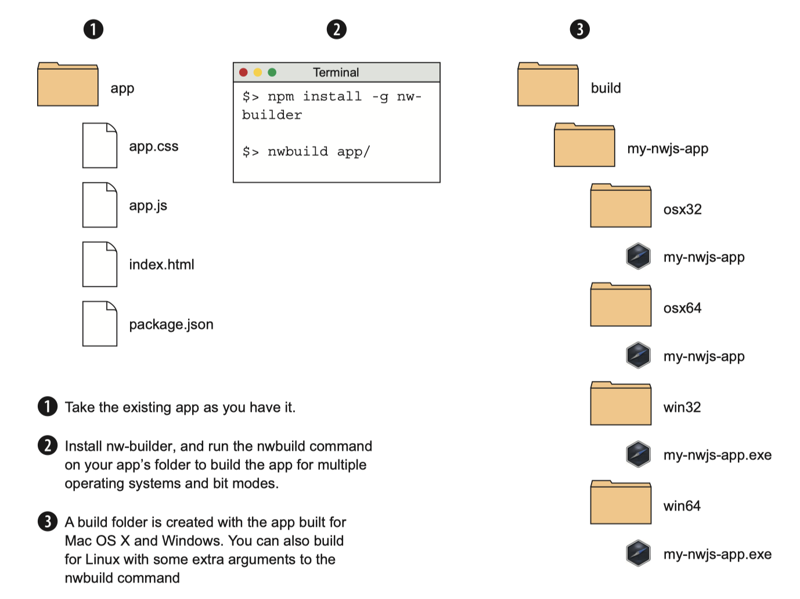 1
app
app.css
app.js
index.html
package.json
2
Terminal
$> npm install -g nw-
builder
$> nwbuild app/
3
build
my-nwjs-app
osx32
my-nwjs-app
osx64
my-nwjs-app
win32
my-nwjs-app.exe
win64
my-nwjs-app.exe
1 Take the existing app as you have it.
2 Install nw-builder, and run the nwbuild command
on your app's folder to build the app for multiple
operating systems and bit modes.
3 A build folder is created with the app built for
Mac OS X and Windows. You can also build
for Linux with some extra arguments to the
nwbuild command